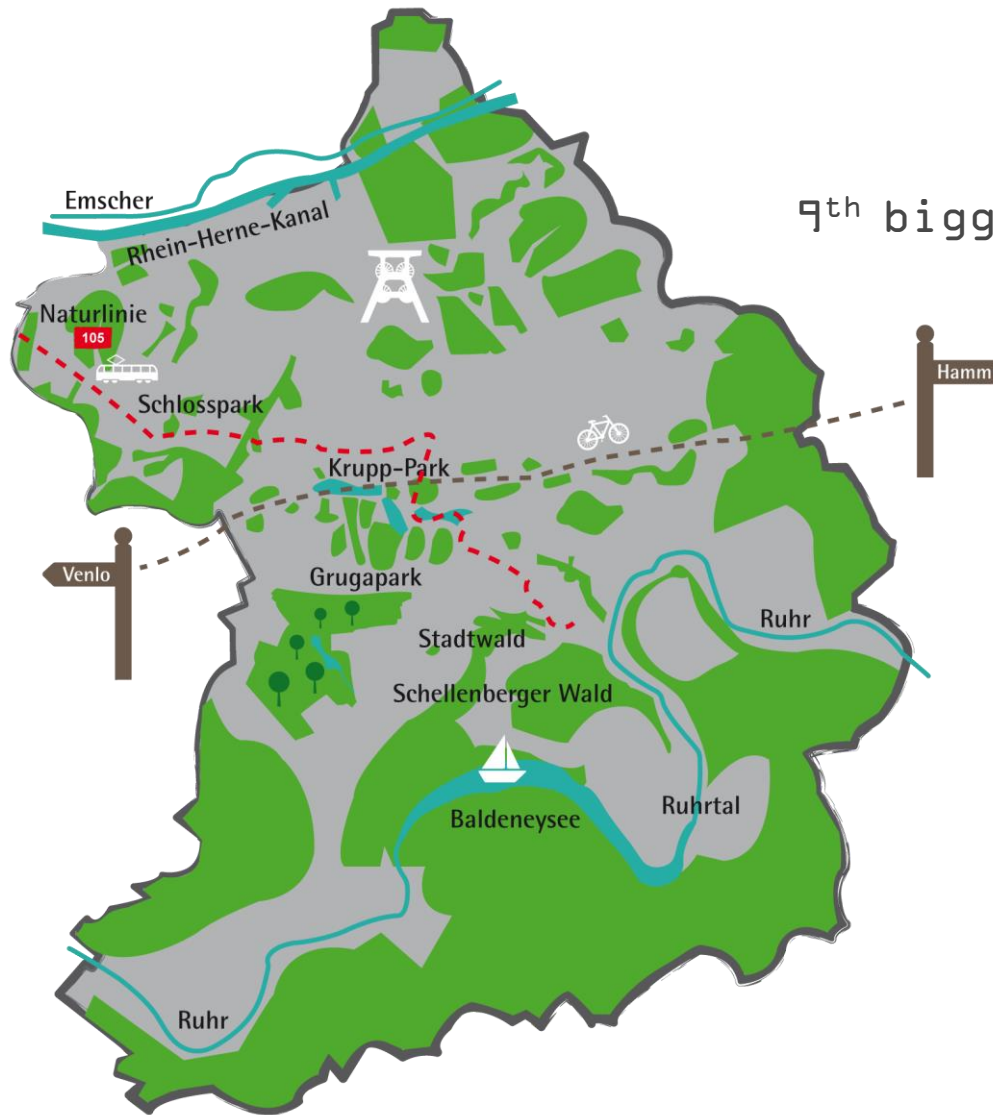 Emscher
Rhein-Herne-Kanal
9th bigg
Naturlinie
105
Hamm
Schlosspark
Krupp-Park
Venlo
Grugapark
Ruhr
Stadtwald
Schellenberger Wald
Ruhrtal
Baldeneysee
Ruhr